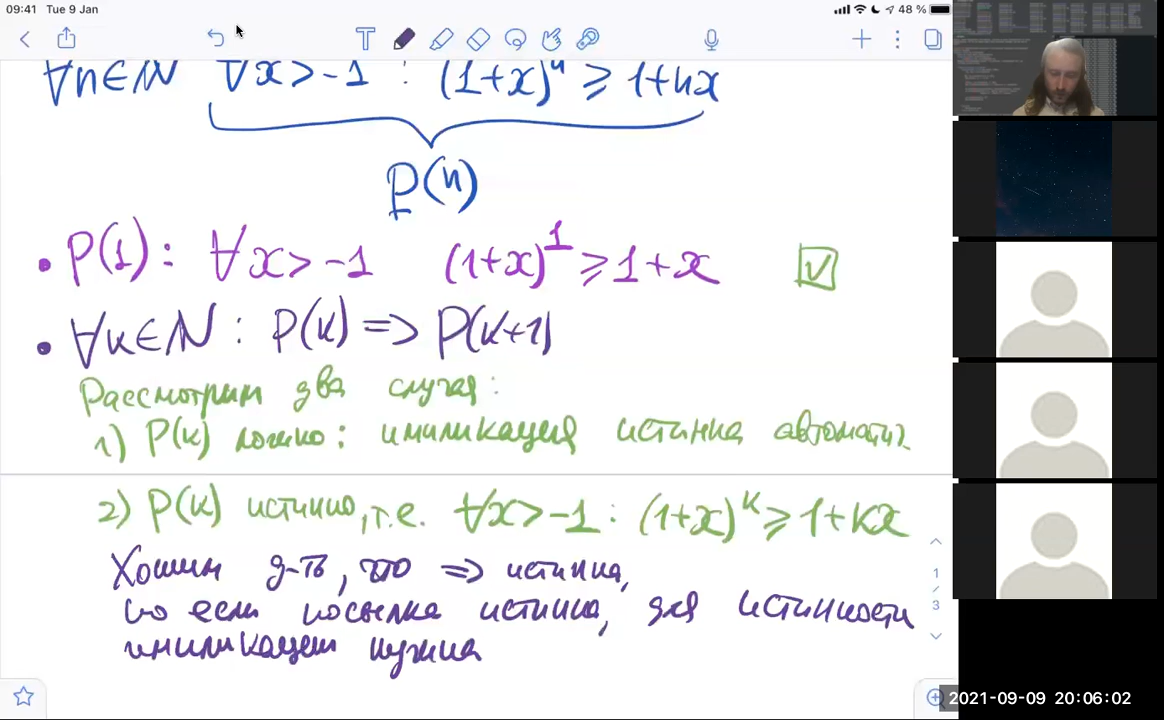 09:41 Tue 9 Jan 48 %
∀n∈ℕ ∀x>-1 : (1+x)ⁿ ⩾ 1+nx
P(n)
• P(1): ∀x>-1 (1+x)¹ ⩾ 1+x
• ∀k∈ℕ : P(k) => P(k+1)
Рассмотрим два случая:
1) P(k) ложно: импликация истинна автоматич.
2) P(k) истинно, т.е. ∀x>-1 : (1+x)ᵏ ⩾ 1+kx
Хотим д-ть, что => истинна,
но если посылка истинна, для истинности
импликации нужна
1
3
2021-09-09 20:06:02